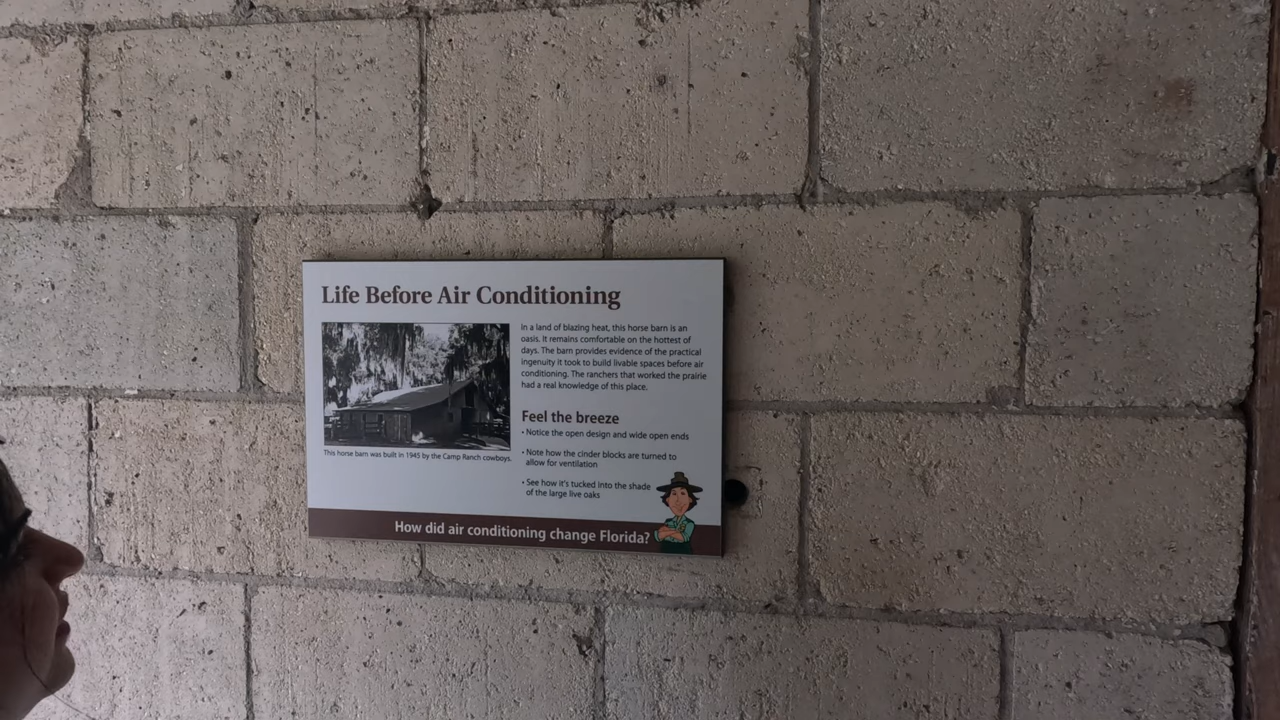 Life Before Air Conditioning
In a land of blazing heat, this horse barn is an
oasis. It remains comfortable on the hottest of
days. The barn provides evidence of the practical
ingenuity it took to build livable spaces before air
conditioning. The ranchers that worked the prairie
had a real knowledge of this place.
This horse barn was built in 1945 by the Camp Ranch cowboys.
Feel the breeze
• Notice the open design and wide open ends
• Note how the cinder blocks are turned to
allow for ventilation
• See how it's tucked into the shade
of the large live oaks
How did air conditioning change Florida?